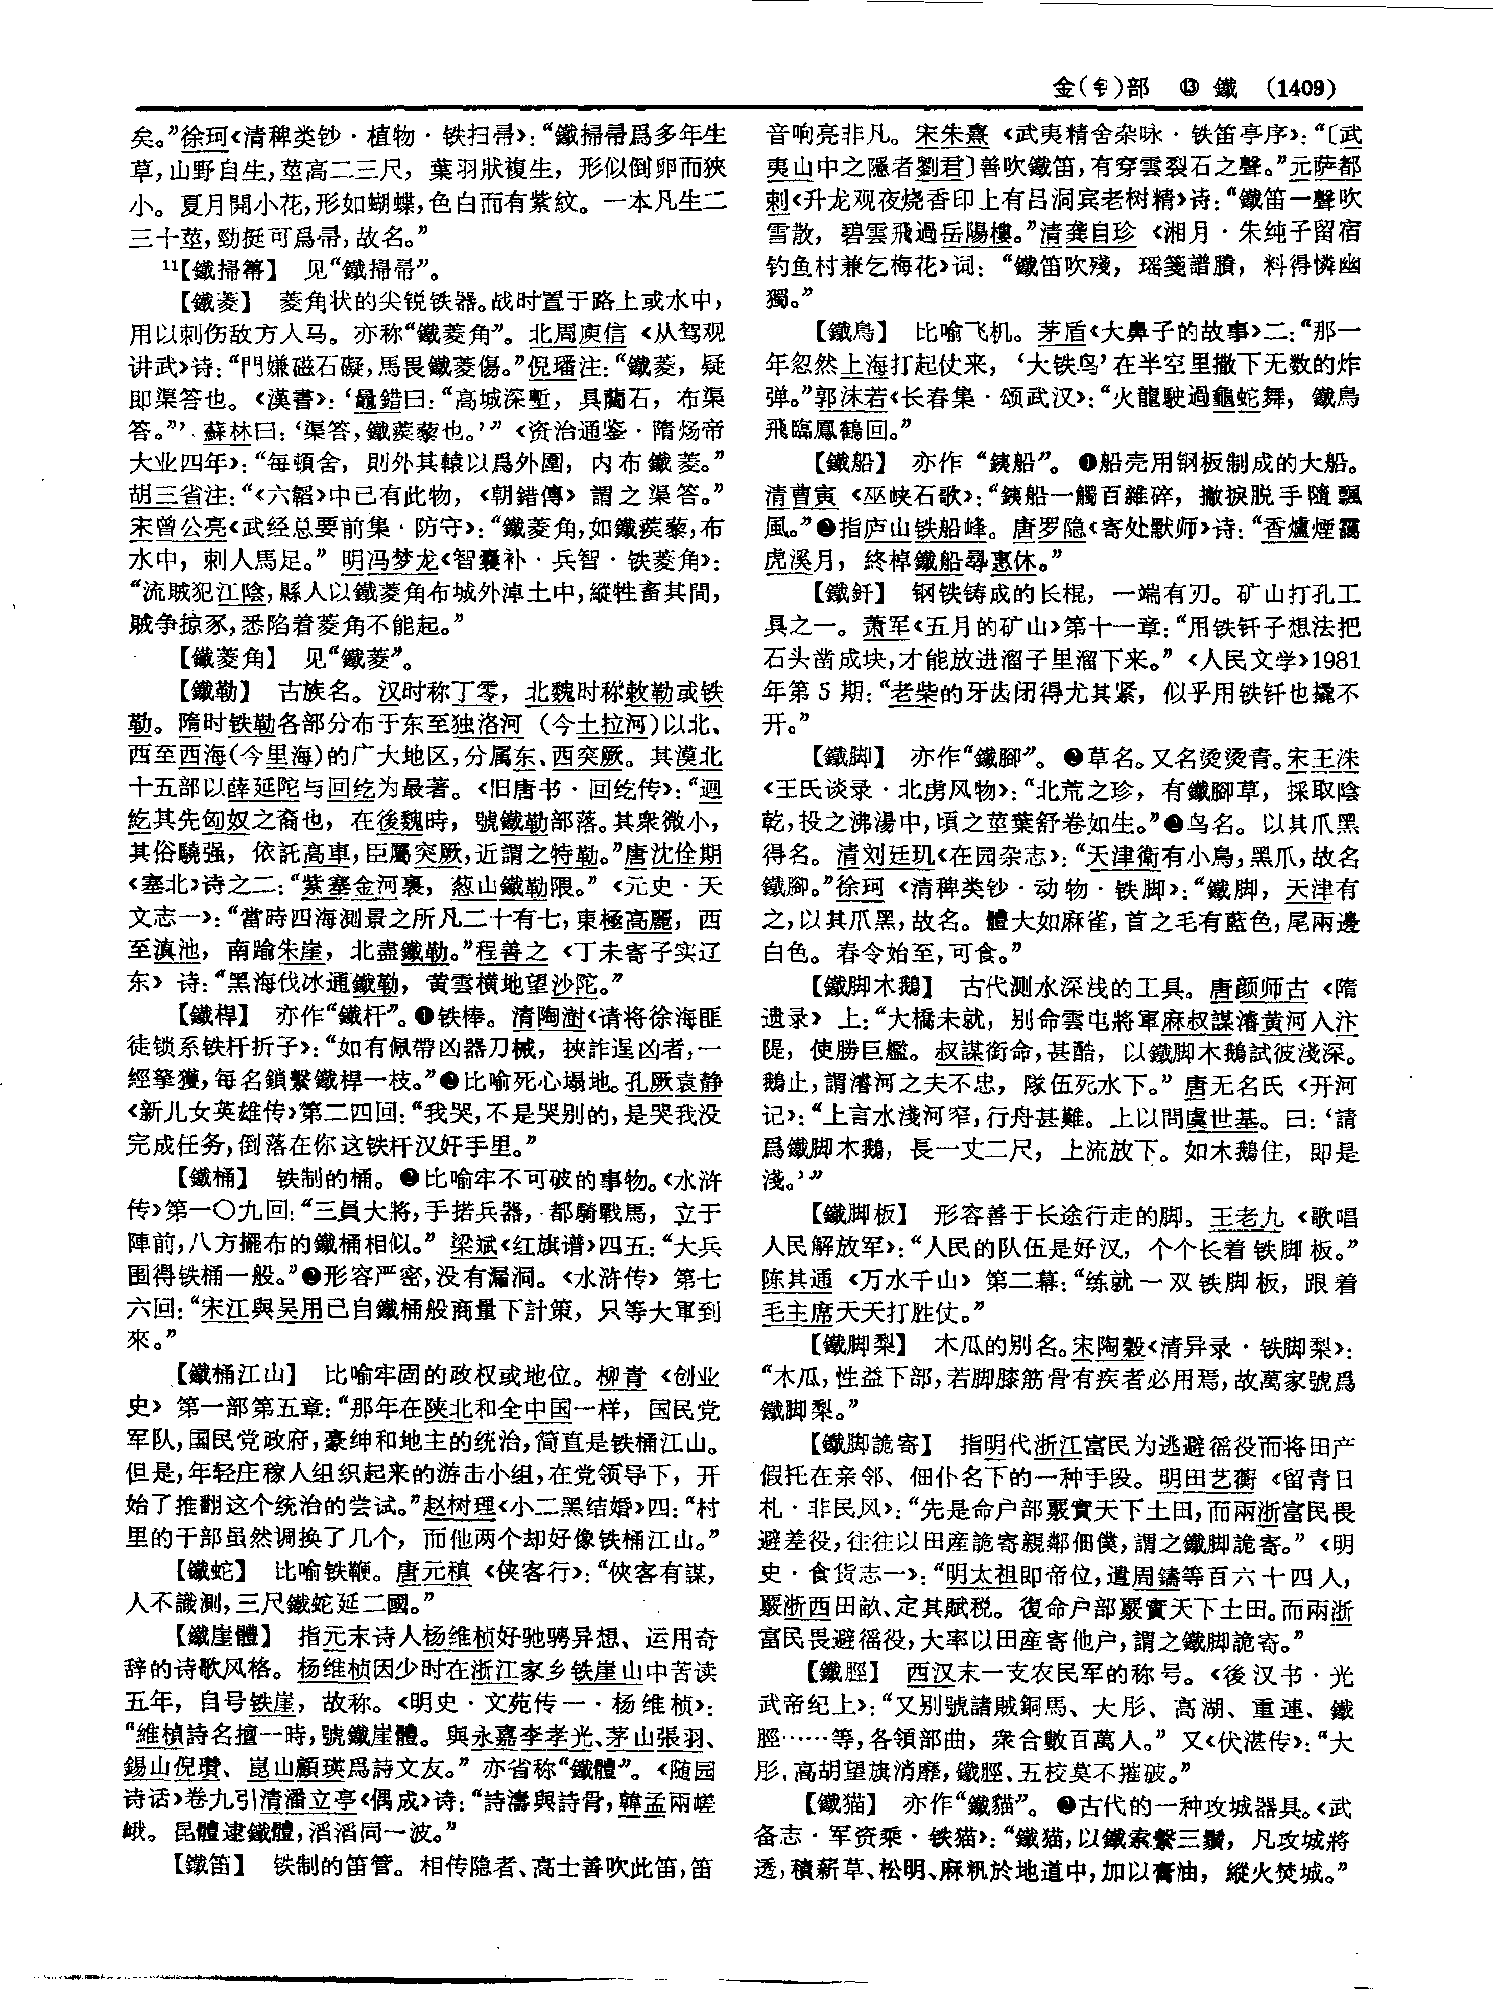 金(钅)部 ⑬ 鐵 (1409)
矣。”徐珂《清稗类钞·植物·铁扫帚》：“鐵掃帚爲多年生
草，山野自生，莖高二三尺，葉羽狀複生，形似倒卵而狹
小。夏月開小花，形如蝴蝶，色白而有紫紋。一本凡生二
三十莖，勁挺可爲帚，故名。”
11【鐵掃箒】 见“鐵掃帚”。
【鐵菱】 菱角状的尖锐铁器。战时置于路上或水中，
用以刺伤敌方人马。亦称“鐵菱角”。北周庾信《从驾观
讲武》诗：“門嫌磁石礙，馬畏鐵菱傷。”倪璠注：“鐵菱，疑
即渠答也。《漢書》：‘鼂錯曰：“高城深塹，具藺石，布渠
答。”’蘇林曰：‘渠答，鐵蒺藜也。’”《资治通鉴·隋炀帝
大业四年》：“每頓舍，則外其轅以爲外圍，内布鐵菱。”
胡三省注：“《六韜》中已有此物，《朝錯傳》謂之渠答。”
宋曾公亮《武经总要前集·防守》：“鐵菱角，如鐵蒺藜，布
水中，刺人馬足。”明冯梦龙《智囊补·兵智·铁菱角》：
“流賊犯江陰，縣人以鐵菱角布城外淖土中，縱牲畜其間，
賊争掠豕，悉陷着菱角不能起。”
【鐵菱角】 见“鐵菱”。
【鐵勒】 古族名。汉时称丁零，北魏时称敕勒或铁
勒。隋时铁勒各部分布于东至独洛河（今土拉河）以北、
西至西海（今里海）的广大地区，分属东、西突厥。其漠北
十五部以薛延陀与回纥为最著。《旧唐书·回纥传》：“迴
紇其先匈奴之裔也，在後魏時，號鐵勒部落。其衆微小，
其俗驍强，依託高車，臣屬突厥，近謂之特勒。”唐沈佺期
《塞北》诗之二：“紫塞金河裏，葱山鐵勒隈。”《元史·天
文志一》：“當時四海測景之所凡二十有七，東極高麗，西
至滇池，南踰朱崖，北盡鐵勒。”程善之《丁未寄子实辽
东》诗：“黑海伐冰通鐵勒，黄雲横地望沙陀。”
【鐵桿】 亦作“鐵杆”。❶铁棒。清陶澍《请将徐海匪
徒锁系铁杆折子》：“如有佩帶凶器刀械，挾詐逞凶者，一
經拏獲，每名鎖繫鐵桿一枝。”❷比喻死心塌地。孔厥袁静
《新儿女英雄传》第二四回：“我哭，不是哭别的，是哭我没
完成任务，倒落在你这铁杆汉奸手里。”
【鐵桶】 铁制的桶。❷比喻牢不可破的事物。《水浒
传》第一〇九回：“三員大將，手掿兵器，都騎戰馬，立于
陣前，八方擺布的鐵桶相似。”梁斌《红旗谱》四五：“大兵
围得铁桶一般。”❷形容严密，没有漏洞。《水浒传》第七
六回：“宋江與吴用已自鐵桶般商量下計策，只等大軍到
來。”
【鐵桶江山】 比喻牢固的政权或地位。柳青《创业
史》第一部第五章：“那年在陕北和全中国一样，国民党
军队，国民党政府，豪绅和地主的统治，简直是铁桶江山。
但是，年轻庄稼人组织起来的游击小组，在党领导下，开
始了推翻这个统治的尝试。”赵树理《小二黑结婚》四：“村
里的干部虽然调换了几个，而他两个却好像铁桶江山。”
【鐵蛇】 比喻铁鞭。唐元稹《侠客行》：“俠客有謀，
人不識測，三尺鐵蛇延二國。”
【鐵崖體】 指元末诗人杨维桢好驰骋异想、运用奇
辞的诗歌风格。杨维桢因少时在浙江家乡铁崖山中苦读
五年，自号铁崖，故称。《明史·文苑传一·杨维桢》：
“維楨詩名擅一時，號鐵崖體。與永嘉李孝光、茅山張羽、
錫山倪瓚、崑山顧瑛爲詩文友。”亦省称“鐵體”。《随园
诗话》卷九引清潘立亭《偶成》诗：“詩濤與詩骨，韓孟兩嵯
峨。昆體逮鐵體，滔滔同一波。”
【鐵笛】 铁制的笛管。相传隐者、高士善吹此笛，笛
音响亮非凡。宋朱熹《武夷精舍杂咏·铁笛亭序》：“〔武
夷山中之隱者劉君〕善吹鐵笛，有穿雲裂石之聲。”元萨都
剌《升龙观夜烧香印上有吕洞宾老树精》诗：“鐵笛一聲吹
雪散，碧雲飛過岳陽樓。”清龚自珍《湘月·朱纯子留宿
钓鱼村兼乞梅花》词：“鐵笛吹殘，瑶箋譜賸，料得憐幽
獨。”
【鐵鳥】 比喻飞机。茅盾《大鼻子的故事》二：“那一
年忽然上海打起仗来，‘大铁鸟’在半空里撒下无数的炸
弹。”郭沫若《长春集·颂武汉》：“火龍駛過龜蛇舞，鐵鳥
飛臨鳳鶴回。”
【鐵船】 亦作“銕船”。❶船壳用钢板制成的大船。
清曹寅《巫峡石歌》：“銕船一觸百雜碎，撇捩脱手隨飄
風。”❷指庐山铁船峰。唐罗隐《寄处默师》诗：“香爐煙靄
虎溪月，終棹鐵船尋惠休。”
【鐵釬】 钢铁铸成的长棍，一端有刃。矿山打孔工
具之一。萧军《五月的矿山》第十一章：“用铁钎子想法把
石头凿成块，才能放进溜子里溜下来。”《人民文学》1981
年第5期：“老柴的牙齿闭得尤其紧，似乎用铁钎也撬不
开。”
【鐵脚】 亦作“鐵腳”。❷草名。又名烫烫青。宋王洙
《王氏谈录·北虏风物》：“北荒之珍，有鐵腳草，採取陰
乾，投之沸湯中，頃之莖葉舒卷如生。”❷鸟名。以其爪黑
得名。清刘廷玑《在园杂志》：“天津衛有小鳥，黑爪，故名
鐵腳。”徐珂《清稗类钞·动物·铁脚》：“鐵脚，天津有
之，以其爪黑，故名。體大如麻雀，首之毛有藍色，尾兩邊
白色。春令始至，可食。”
【鐵脚木鵝】 古代测水深浅的工具。唐颜师古《隋
遗录》上：“大橋未就，别命雲屯將軍麻叔謀濬黄河入汴
隄，使勝巨艦。叔謀銜命，甚酷，以鐵脚木鵝試彼淺深。
鵝止，謂濬河之夫不忠，隊伍死水下。”唐无名氏《开河
记》：“上言水淺河窄，行舟甚難。上以問虞世基。曰：‘請
爲鐵脚木鵝，長一丈二尺，上流放下。如木鵝住，即是
淺。’”
【鐵脚板】 形容善于长途行走的脚。王老九《歌唱
人民解放军》：“人民的队伍是好汉，个个长着铁脚板。”
陈其通《万水千山》第二幕：“练就一双铁脚板，跟着
毛主席天天打胜仗。”
【鐵脚梨】 木瓜的别名。宋陶穀《清异录·铁脚梨》：
“木瓜，性益下部，若脚膝筋骨有疾者必用焉，故萬家號爲
鐵脚梨。”
【鐵脚詭寄】 指明代浙江富民为逃避徭役而将田产
假托在亲邻、佃仆名下的一种手段。明田艺蘅《留青日
札·非民风》：“先是命户部覈實天下土田，而兩浙富民畏
避差役，往往以田産詭寄親鄰佃僕，謂之鐵脚詭寄。”《明
史·食货志一》：“明太祖即帝位，遣周鑄等百六十四人，
覈浙西田畝、定其賦税。復命户部覈實天下土田。而兩浙
富民畏避徭役，大率以田産寄他户，謂之鐵脚詭寄。”
【鐵脛】 西汉末一支农民军的称号。《後汉书·光
武帝纪上》：“又别號諸賊銅馬、大肜、高湖、重連、鐵
脛……等，各領部曲，衆合數百萬人。”又《伏湛传》：“大
肜、高胡望旗消靡，鐵脛、五校莫不摧破。”
【鐵猫】 亦作“鐵貓”。❷古代的一种攻城器具。《武
备志·军资乘·铁猫》：“鐵猫，以鐵索繫三鬚，凡攻城將
透，積薪草、松明、麻籸於地道中，加以膏油，縱火焚城。”